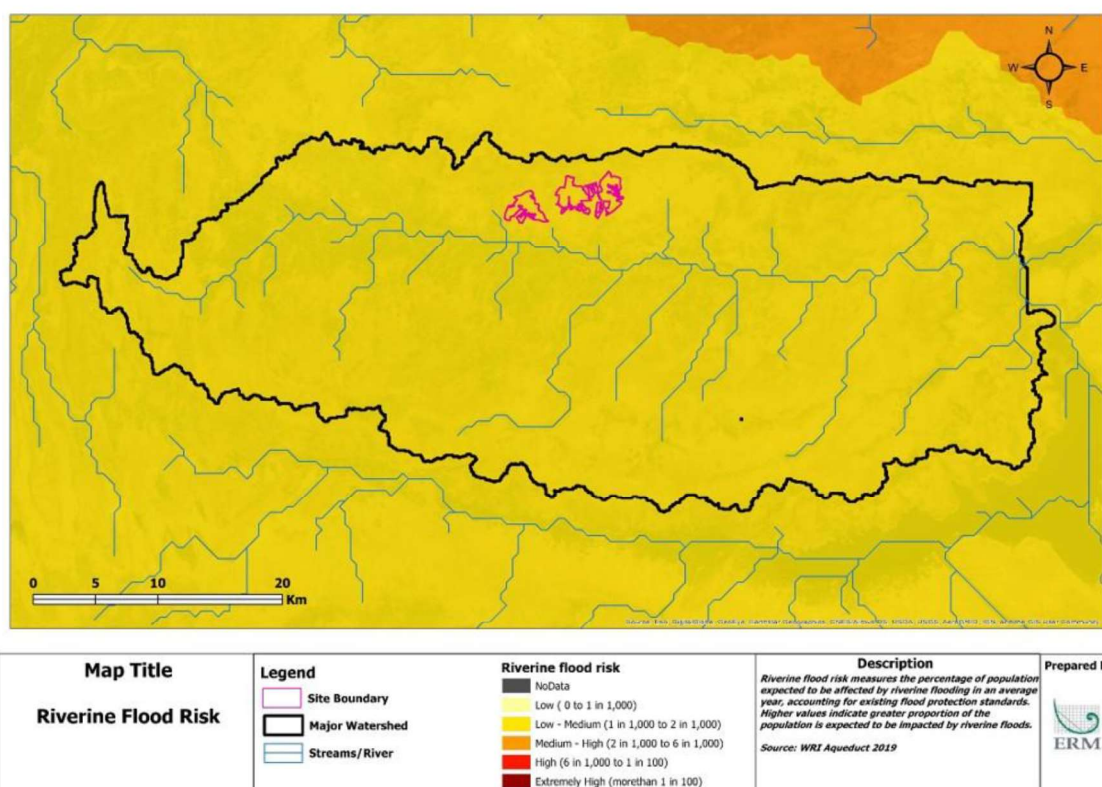 N
W
E
S
0
5
10
20
Km
Map Title
Riverine Flood Risk
Legend
Site Boundary
Major Watershed
Streams/River
Riverine flood risk
NoData
Low ( 0 to 1 in 1,000)
Low - Medium (1 in 1,000 to 2 in 1,000)
Medium - High (2 in 1,000 to 6 in 1,000)
High (6 in 1,000 to 1 in 100)
Extremely High (morethan 1 in 100)
Description
Riverine flood risk measures the percentage of population
expected to be affected by riverine flooding in an average
year, accounting for existing flood protection standards.
Higher values indicate greater proportion of the
population is expected to be impacted by riverine floods.
Source: WRI Aqueduct 2019
Prepared
ERM